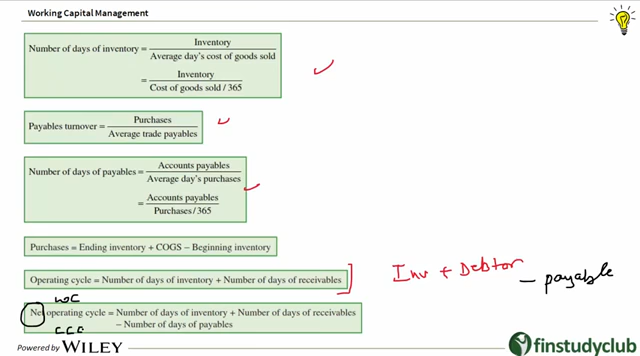 Working Capital Management
Number of days of inventory = Inventory / Average day's cost of goods sold
= Inventory / Cost of goods sold / 365
Payables turnover = Purchases / Average trade payables
Number of days of payables = Accounts payables / Average day's purchases
= Accounts payables / Purchases / 365
Purchases = Ending inventory + COGS − Beginning inventory
Operating cycle = Number of days of inventory + Number of receivables
Inv + Debtor – payable
Net operating cycle = Number of days of inventory + Number of days of receivables
− Number of days of payables
CCC
Powered by WILEY
finstudyclub